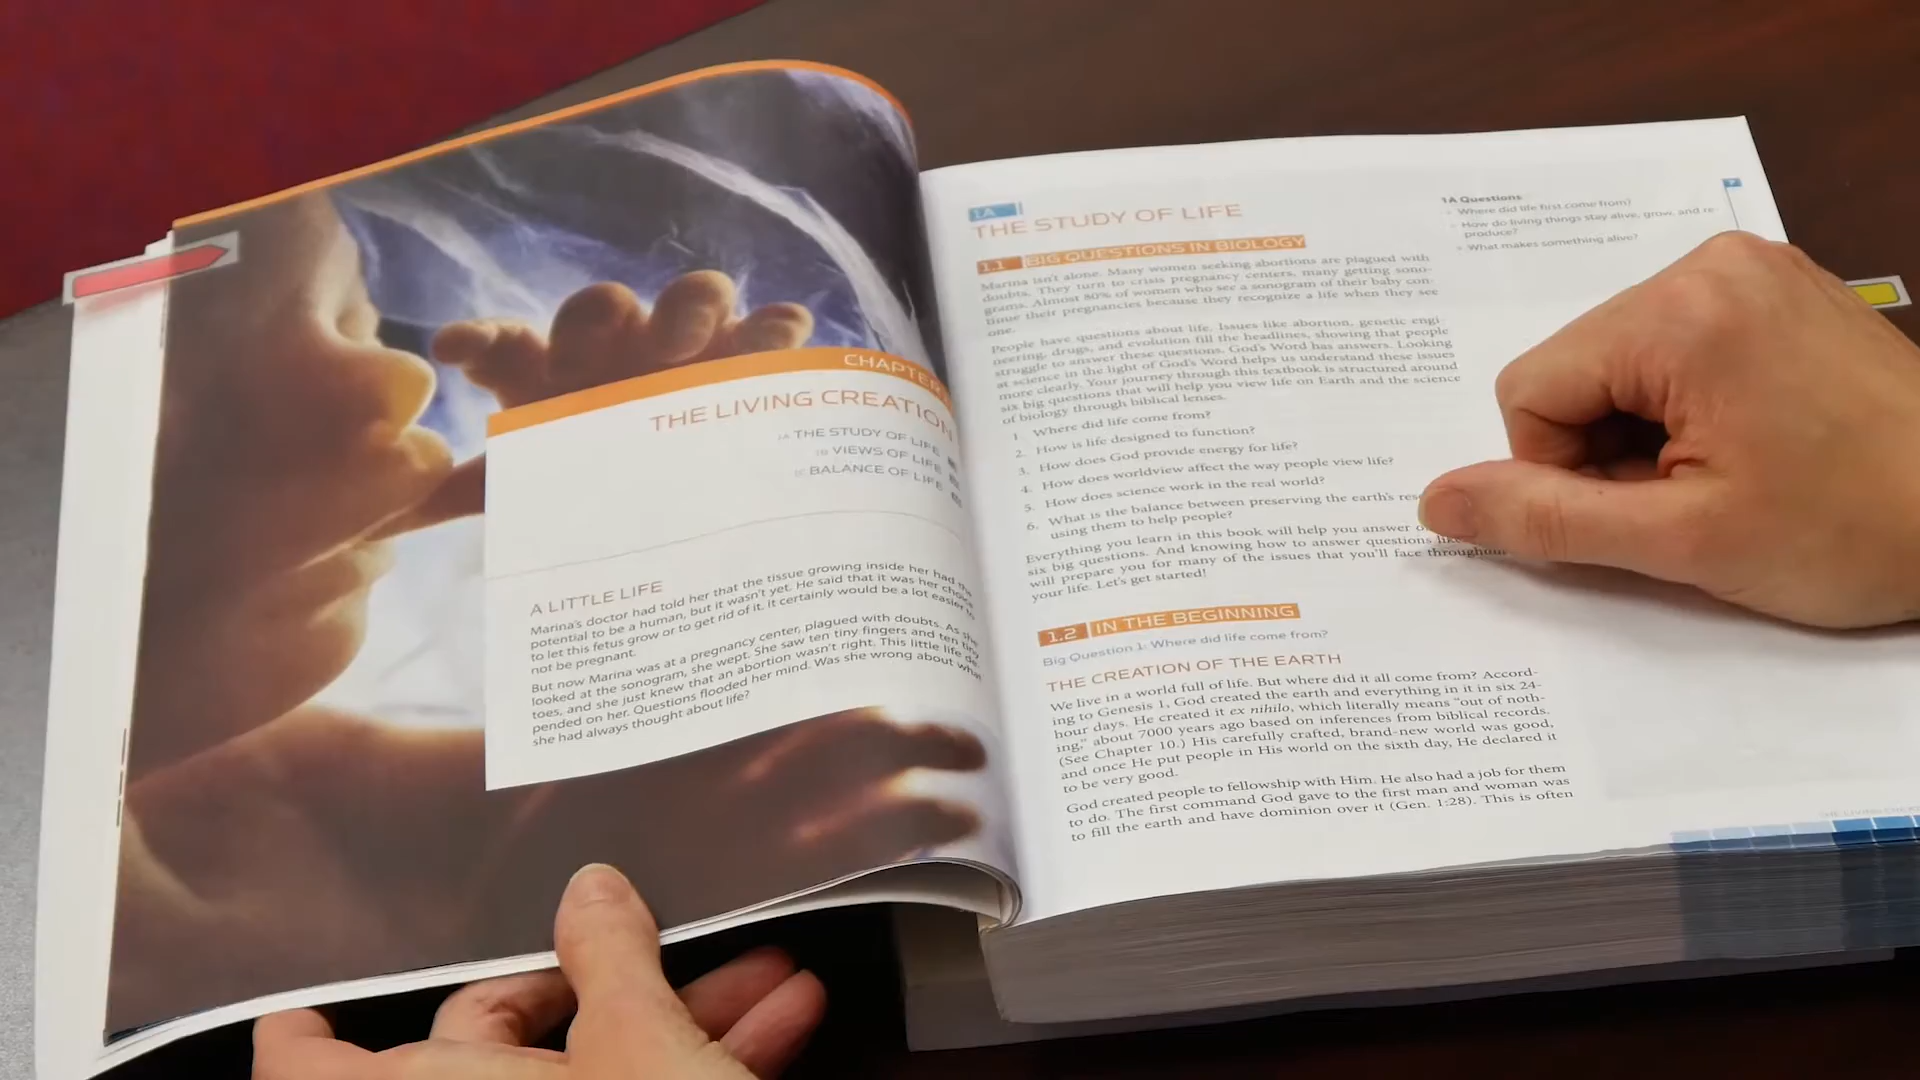 CHAPTER
THE LIVING CREATION
1A THE STUDY OF LIFE
1B VIEWS OF LIFE
1C BALANCE OF LIFE
A LITTLE LIFE
Marina's doctor had told her that the tissue growing inside her had the
potential to be a human, but it wasn't yet. He said that it was her choice
to let this fetus grow or to get rid of it. It certainly would be a lot easier to
not be pregnant.
But now Marina was at a pregnancy center, plagued with doubts. As she
looked at the sonogram, she wept. She saw ten tiny fingers and ten tiny
toes, and she just knew that an abortion wasn't right. This little life de-
pended on her. Questions flooded her mind. Was she wrong about what
she had always thought about life?
1A
THE STUDY OF LIFE
1.1 BIG QUESTIONS IN BIOLOGY
Marina isn't alone. Many women seeking abortions are plagued with
doubts. They turn to crisis pregnancy centers, many getting sono-
grams. Almost 80% of women who see a sonogram of their baby con-
tinue their pregnancies because they recognize a life when they see
one.
People have questions about life. Issues like abortion, genetic engi-
neering, drugs, and evolution fill the headlines, showing that people
struggle to answer these questions. God's Word has answers. Looking
at science in the light of God's Word helps us understand these issues
more clearly. Your journey through this textbook is structured around
six big questions that will help you view life on Earth and the science
of biology through biblical lenses.
1. Where did life come from?
2. How is life designed to function?
3. How does God provide energy for life?
4. How does worldview affect the way people view life?
5. How does science work in the real world?
6. What is the balance between preserving the earth's
using them to help people?
Everything you learn in this book will help you answer
six big questions. And knowing how to answer questions
will prepare you for many of the issues that you'll face throughout
your life. Let's get started!
1.2 IN THE BEGINNING
Big Question 1: Where did life come from?
THE CREATION OF THE EARTH
We live in a world full of life. But where did it all come from? Accord-
ing to Genesis 1, God created the earth and everything in it in six 24-
hour days. He created it ex nihilo, which literally means "out of noth-
ing," about 7000 years ago based on inferences from biblical records.
(See Chapter 10.) His carefully crafted, brand-new world was good,
and once He put people in His world on the sixth day, He declared it
to be very good.
God created people to fellowship with Him. He also had a job for them
to do. The first command God gave to the first man and woman was
to fill the earth and have dominion over it (Gen. 1:28). This is often
1A Questions
» Where did life first come from?
» How do living things stay alive, grow, and re-
produce?
» What makes something alive?